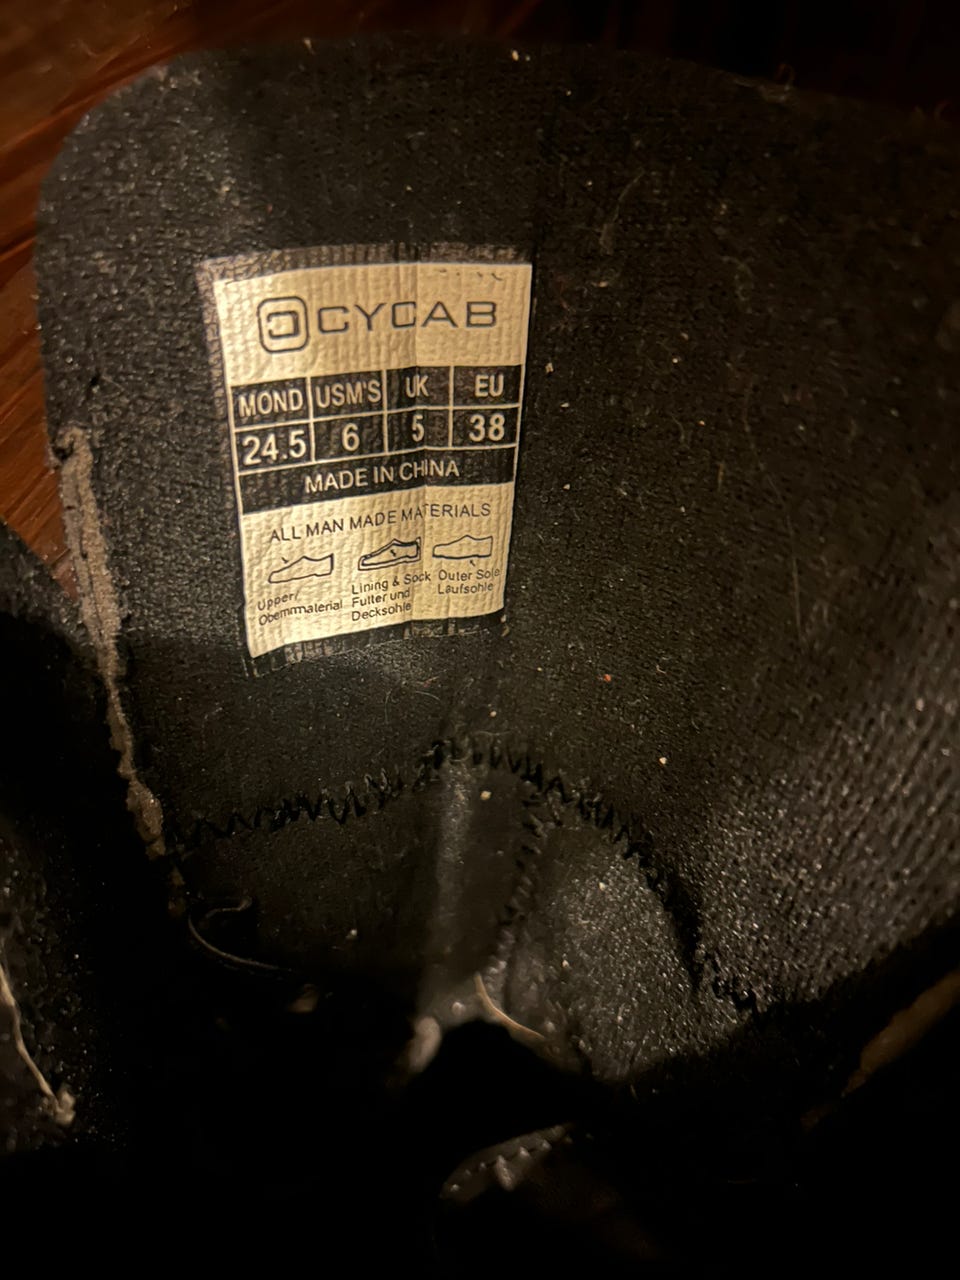 CYCAB
MOND USM'S UK EU
24.5 6 5 38
MADE IN CHINA
ALL MAN MADE MATERIALS
Upper/ Lining & Sock Outer Sole
Obermmaterial Futter und Laufsohle
Decksohle